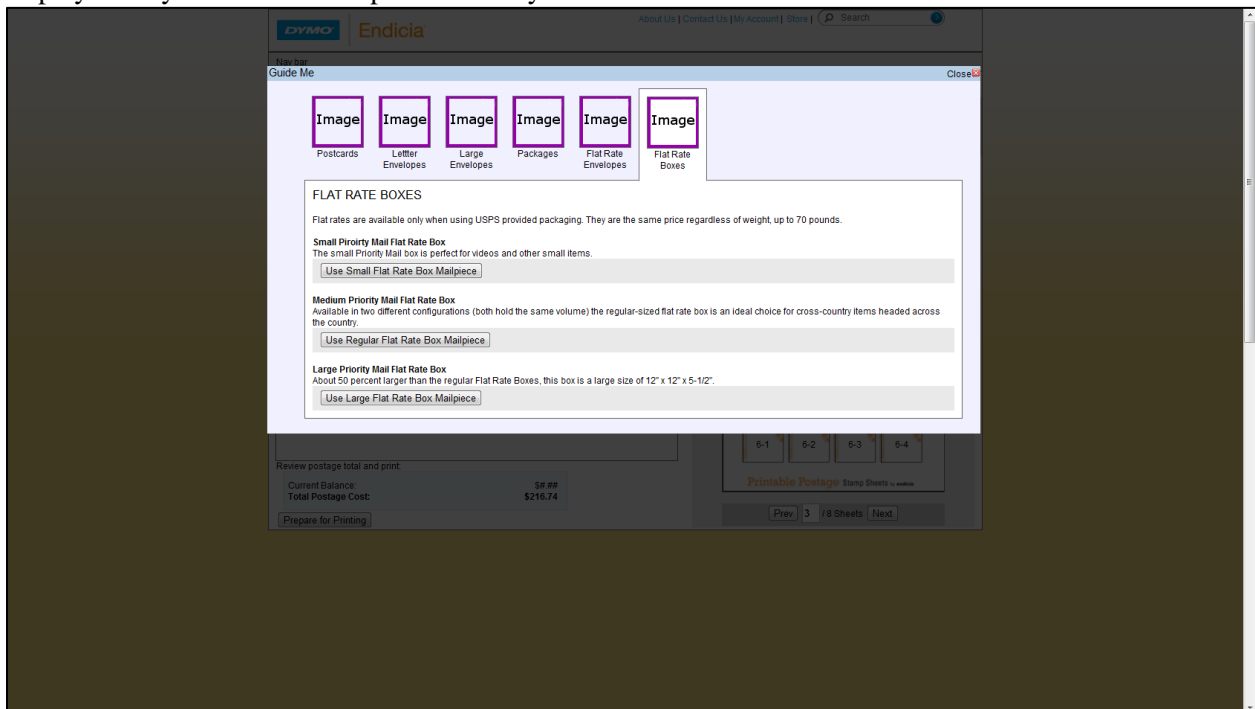 About Us | Contact Us | My Account | Store | Search
DYMO Endicia
Nav bar
Guide Me Close
Image Image Image Image Image Image
Postcards Lettter Envelopes Large Envelopes Packages Flat Rate Envelopes Flat Rate Boxes
FLAT RATE BOXES
Flat rates are available only when using USPS provided packaging. They are the same price regardless of weight, up to 70 pounds.
Small Piroirty Mail Flat Rate Box
The small Priority Mail box is perfect for videos and other small items.
Use Small Flat Rate Box Mailpiece
Medium Priority Mail Flat Rate Box
Available in two different configurations (both hold the same volume) the regular-sized flat rate box is an ideal choice for cross-country items headed across
the country.
Use Regular Flat Rate Box Mailpiece
Large Priority Mail Flat Rate Box
About 50 percent larger than the regular Flat Rate Boxes, this box is a large size of 12" x 12" x 5-1/2".
Use Large Flat Rate Box Mailpiece
6-1 6-2 6-3 6-4
Review postage total and print:
Current Balance: $#.##
Total Postage Cost: $216.74
Printable Postage Stamp Sheets by endicia
Prepare for Printing
Prev 3 / 8 Sheets Next